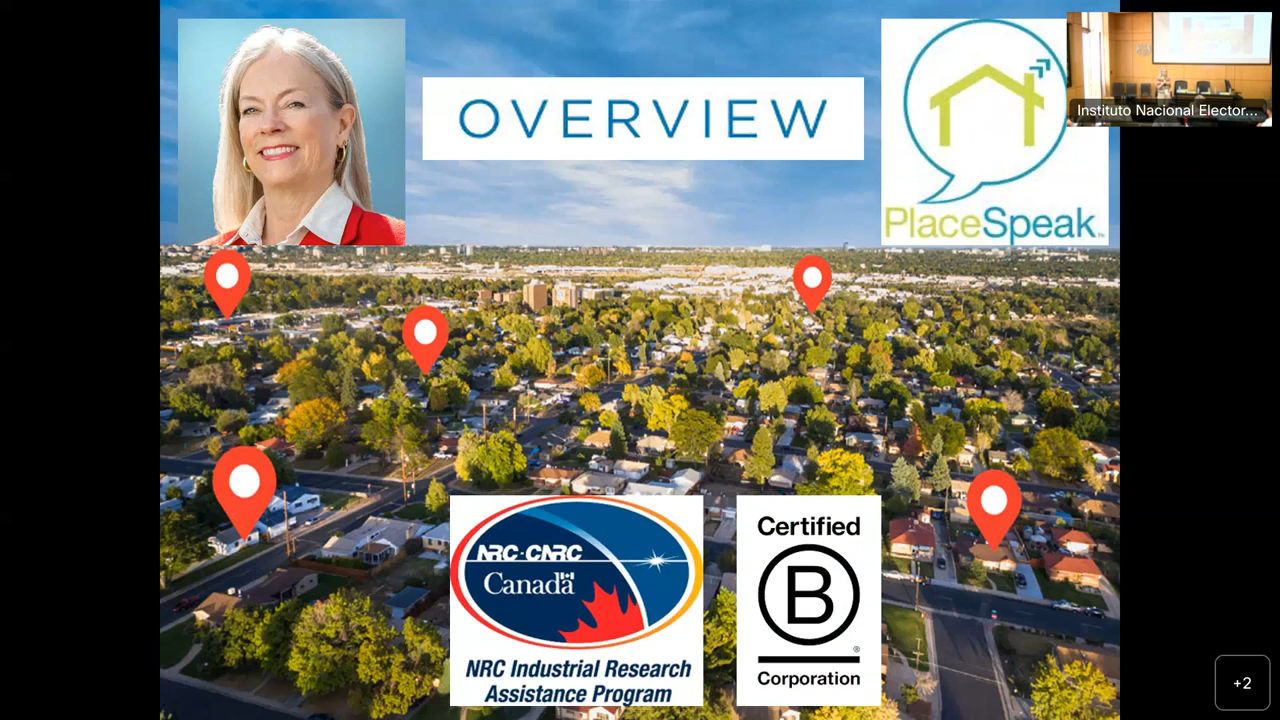 OVERVIEW
PlaceSpeak
Instituto Nacional Elector...
NRC·CNRC
Canada
NRC Industrial Research
Assistance Program
Certified
B
®
Corporation
+2